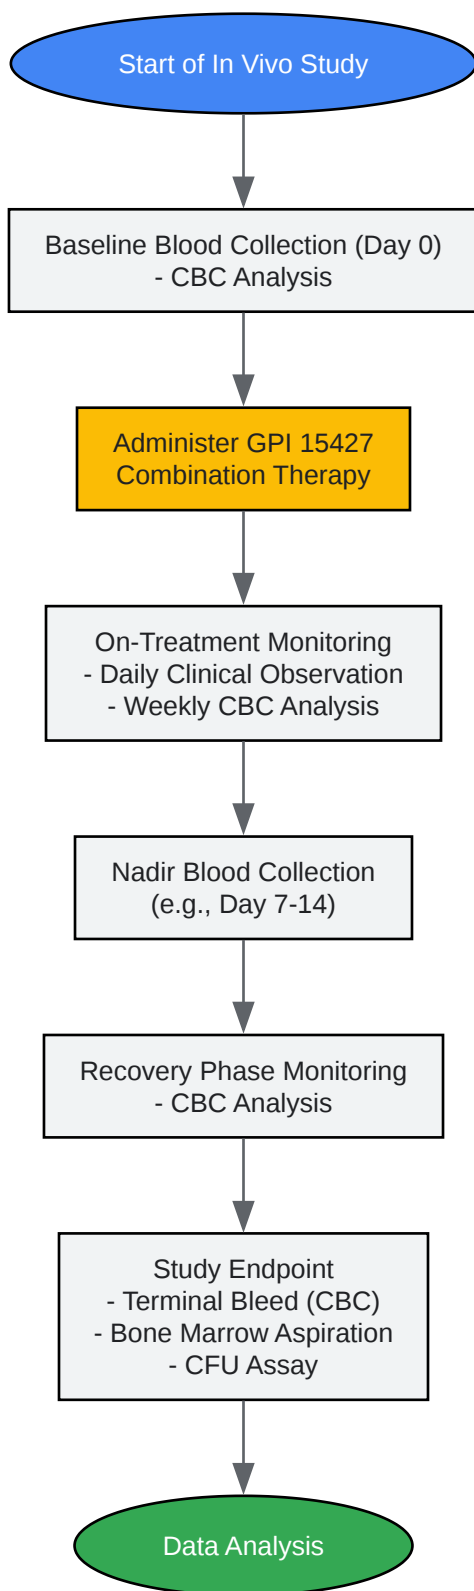 Start of In Vivo Study
Baseline Blood Collection (Day 0)
- CBC Analysis
Administer GPI 15427
Combination Therapy
On-Treatment Monitoring
- Daily Clinical Observation
- Weekly CBC Analysis
Nadir Blood Collection
(e.g., Day 7-14)
Recovery Phase Monitoring
- CBC Analysis
Study Endpoint
- Terminal Bleed (CBC)
- Bone Marrow Aspiration
- CFU Assay
Data Analysis